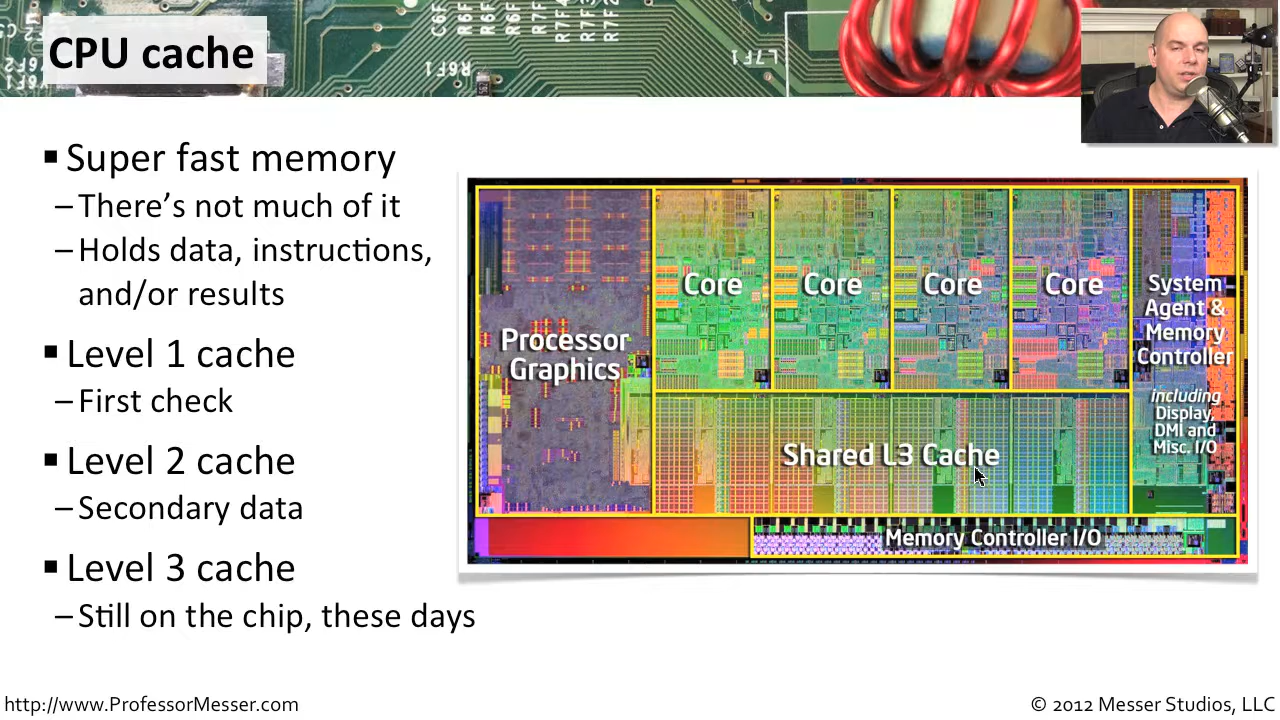 CPU cache
R6F1
L7F1
▪ Super fast memory
– There's not much of it
– Holds data, instructions,
and/or results
▪ Level 1 cache
– First check
▪ Level 2 cache
– Secondary data
▪ Level 3 cache
– Still on the chip, these days
Processor
Graphics
Core
Core
Core
Core
System
Agent &
Memory
Controller
including
Display,
DMI and
Misc. I/O
Shared L3 Cache
Memory Controller I/O
http://www.ProfessorMesser.com
© 2012 Messer Studios, LLC